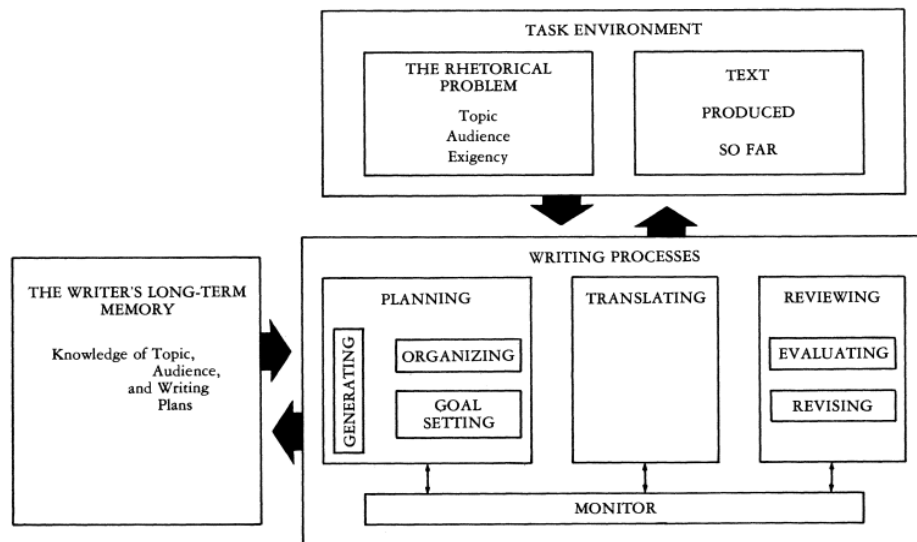 TASK ENVIRONMENT
THE RHETORICAL
PROBLEM
Topic
Audience
Exigency
TEXT
PRODUCED
SO FAR
WRITING PROCESSES
THE WRITER'S LONG-TERM
MEMORY
Knowledge of Topic,
Audience,
and Writing
Plans
PLANNING
GENERATING
ORGANIZING
GOAL
SETTING
TRANSLATING
REVIEWING
EVALUATING
REVISING
MONITOR